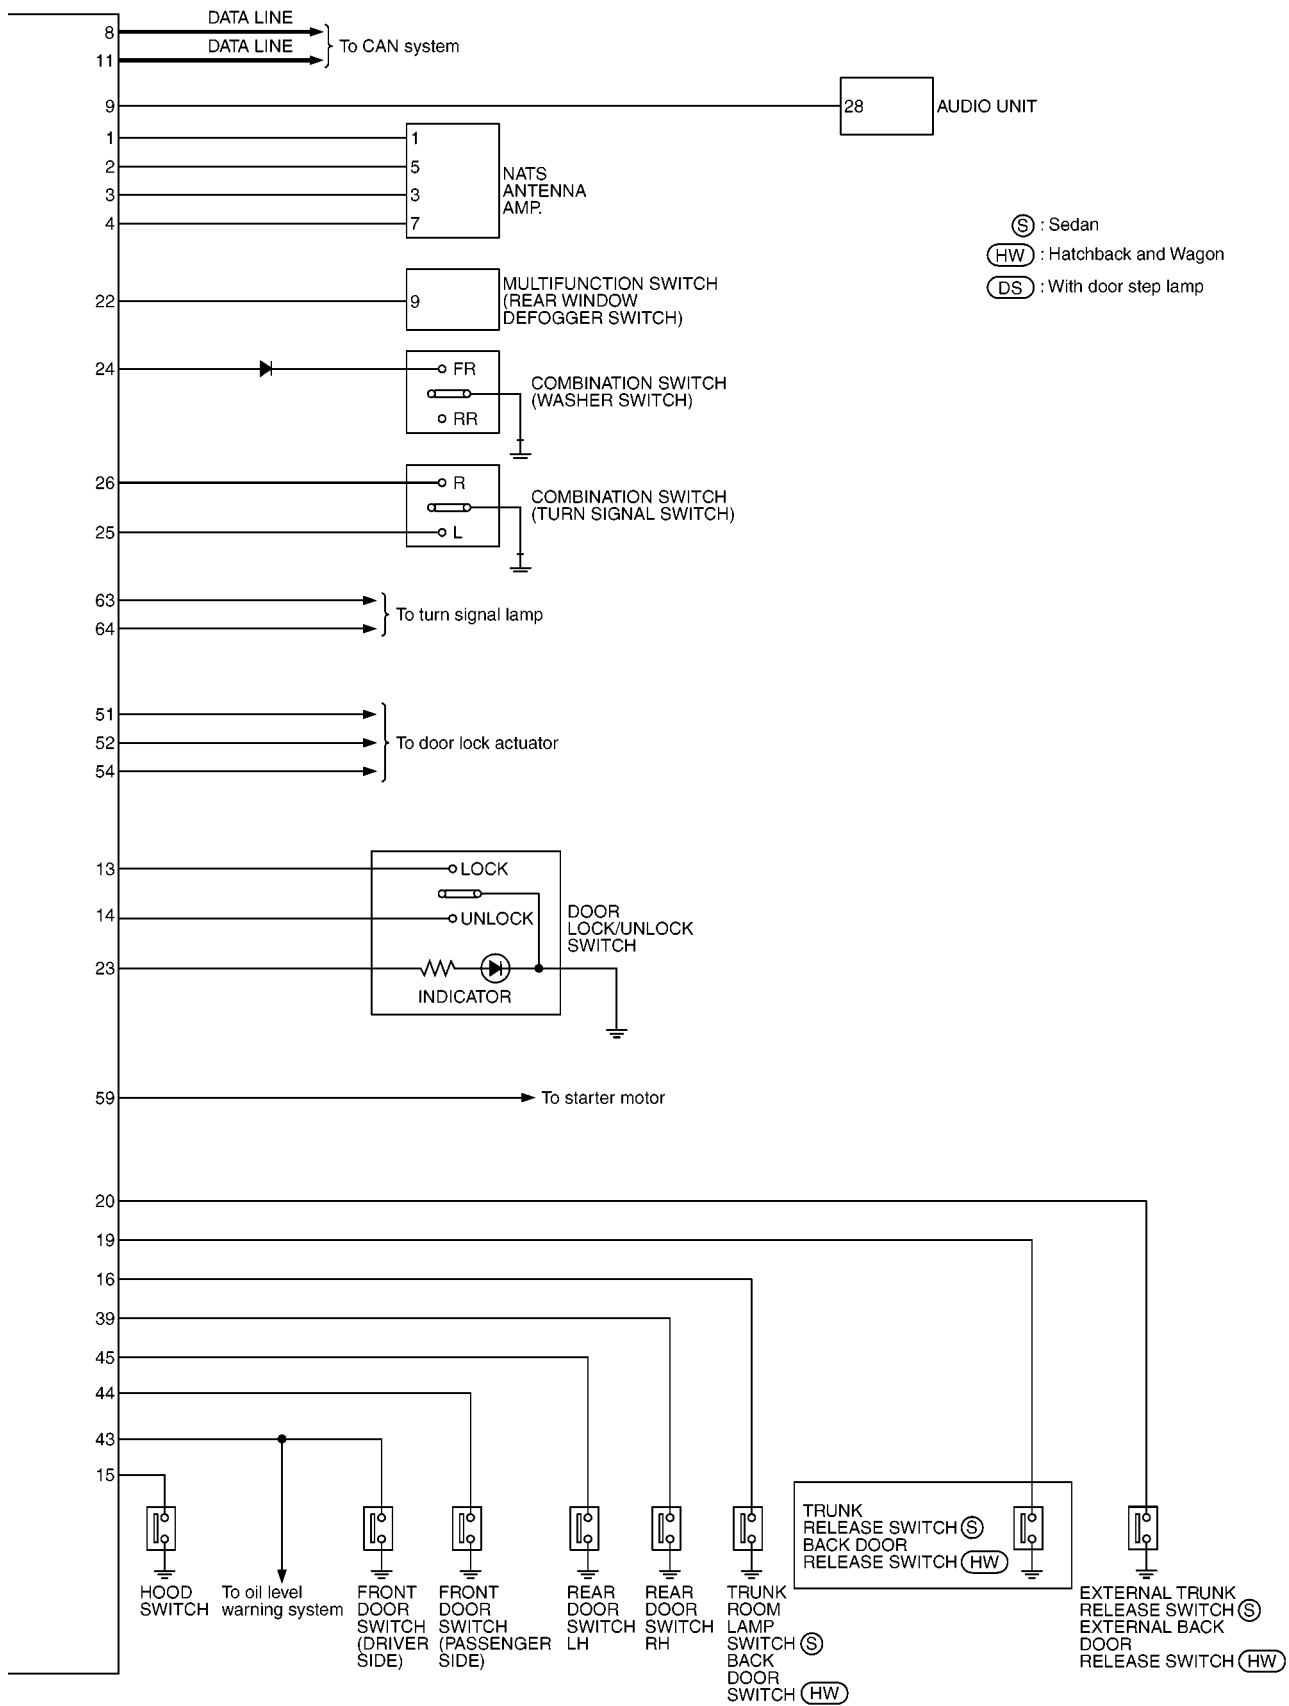 8 DATA LINE
11 DATA LINE
To CAN system
9 28 AUDIO UNIT
1 1
2 5
3 3
4 7
NATS
ANTENNA
AMP.
S : Sedan
HW : Hatchback and Wagon
DS : With door step lamp
22 9
MULTIFUNCTION SWITCH
(REAR WINDOW
DEFOGGER SWITCH)
24 FR
RR
COMBINATION SWITCH
(WASHER SWITCH)
26 R
25 L
COMBINATION SWITCH
(TURN SIGNAL SWITCH)
63
64
To turn signal lamp
51
52
54
To door lock actuator
13 LOCK
14 UNLOCK
23
INDICATOR
DOOR
LOCK/UNLOCK
SWITCH
59 To starter motor
20
19
16
39
45
44
43
15
HOOD
SWITCH
To oil level
warning system
FRONT
DOOR
SWITCH
(DRIVER
SIDE)
FRONT
DOOR
SWITCH
(PASSENGER
SIDE)
REAR
DOOR
SWITCH
LH
REAR
DOOR
SWITCH
RH
TRUNK
ROOM
LAMP
SWITCH S
BACK
DOOR
SWITCH HW
TRUNK
RELEASE SWITCH S
BACK DOOR
RELEASE SWITCH HW
EXTERNAL TRUNK
RELEASE SWITCH S
EXTERNAL BACK
DOOR
RELEASE SWITCH HW